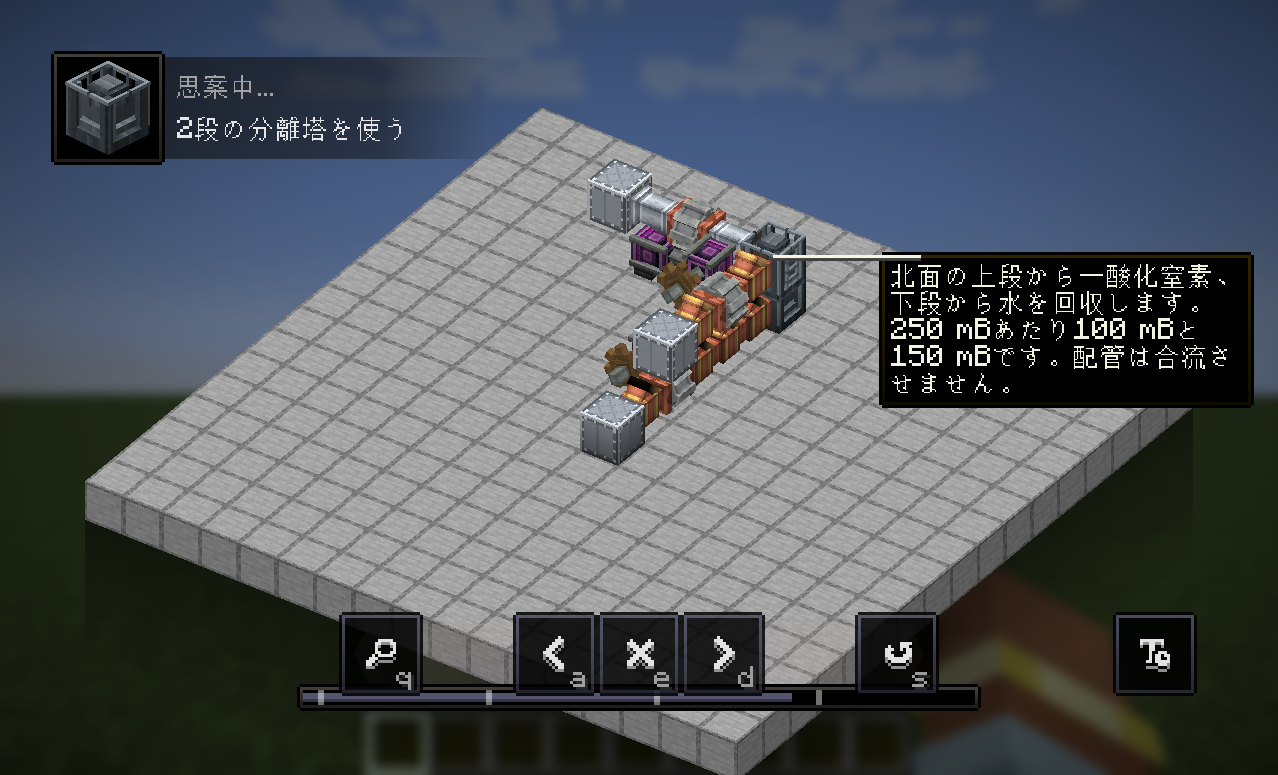 思案中...
2段の分離塔を使う
北面の上段から一酸化窒素、
下段から水を回収します。
250 mBあたり100 mBと
150 mBです。配管は合流さ
せません。
q
a
e
d
s
T